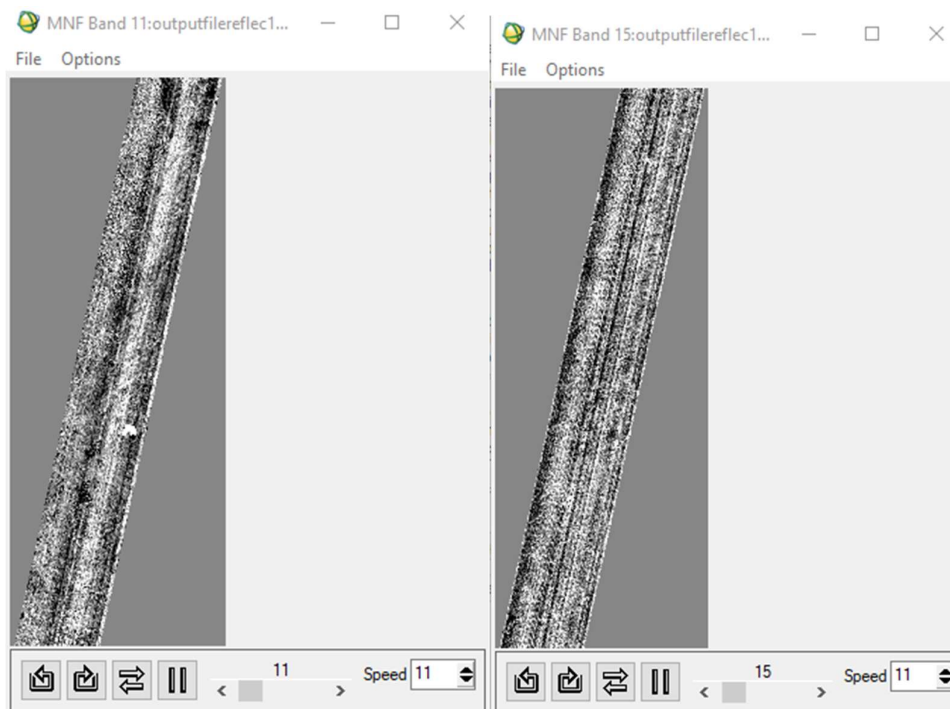 MNF Band 11:outputfilereflec1...
File Options
11
Speed 11
MNF Band 15:outputfilereflec1...
File Options
15
Speed 11